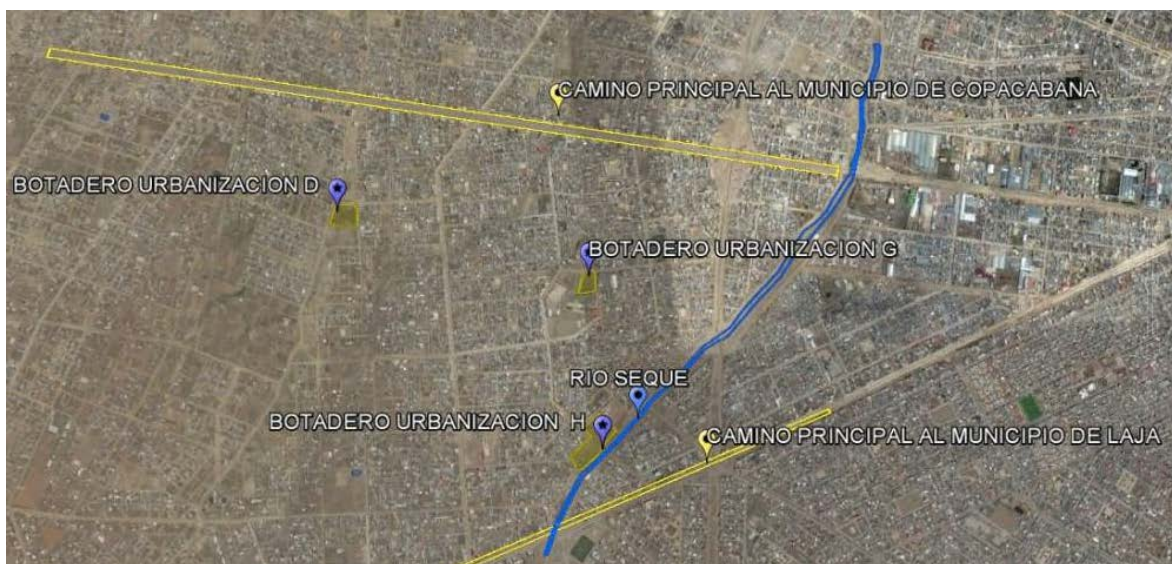 CAMINO PRINCIPAL AL MUNICIPIO DE COPACABANA
BOTADERO URBANIZACION D
BOTADERO URBANIZACION G
RIO SEQUE
BOTADERO URBANIZACION H
CAMINO PRINCIPAL AL MUNICIPIO DE LAJA